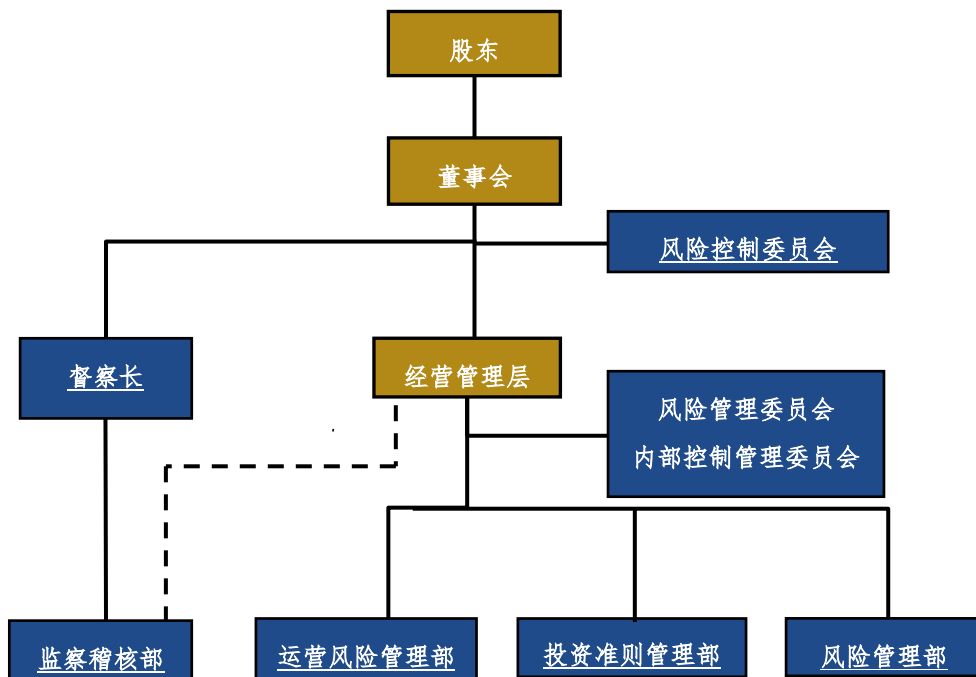 股东
董事会
风险控制委员会
督察长
经营管理层
风险管理委员会
内部控制管理委员会
监察稽核部
运营风险管理部
投资准则管理部
风险管理部